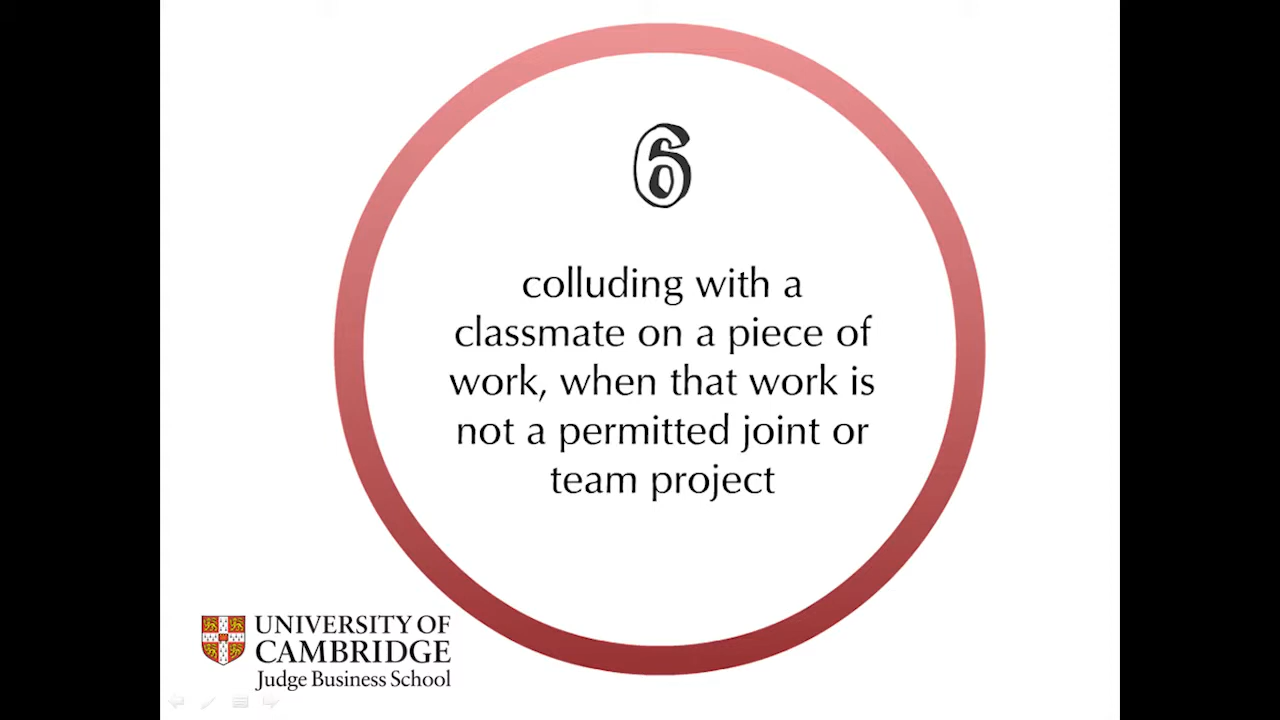 6
colluding with a
classmate on a piece of
work, when that work is
not a permitted joint or
team project
UNIVERSITY OF
CAMBRIDGE
Judge Business School